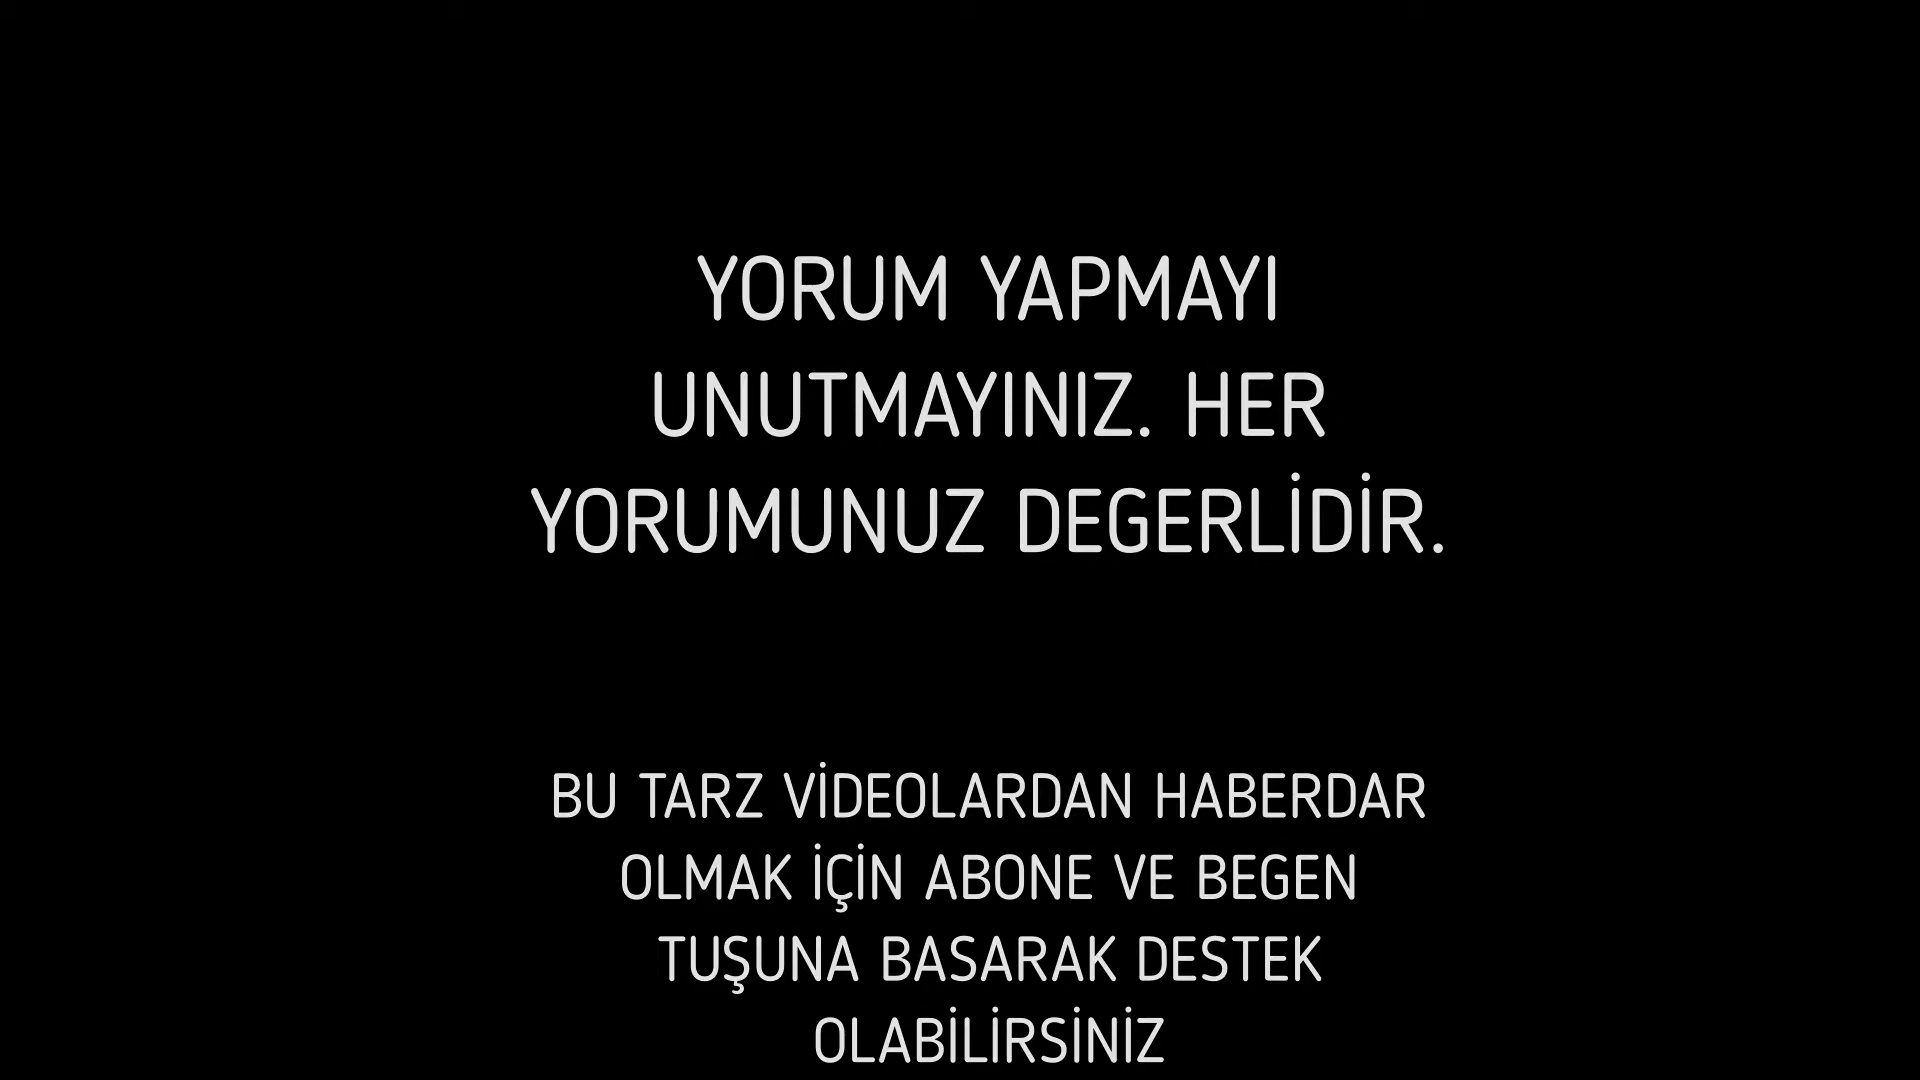 YORUM YAPMAYI
UNUTMAYINIZ. HER
YORUMUNUZ DEGERLİDİR.
BU TARZ VİDEOLARDAN HABERDAR
OLMAK İÇİN ABONE VE BEGEN
TUŞUNA BASARAK DESTEK
OLABİLİRSİNİZ